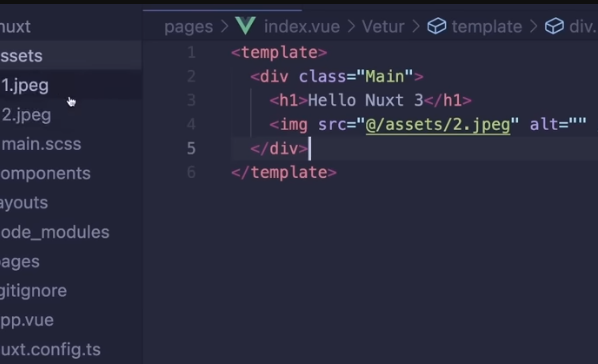 nuxt
ssets
1.jpeg
2.jpeg
main.scss
omponents
ayouts
ode_modules
ages
gitignore
pp.vue
uxt.config.ts
pages > index.vue > Vetur > template > div.
1 <template>
2 <div class="Main">
3 <h1>Hello Nuxt 3</h1>
4 <img src="@/assets/2.jpeg" alt=""
5 </div>
6 </template>